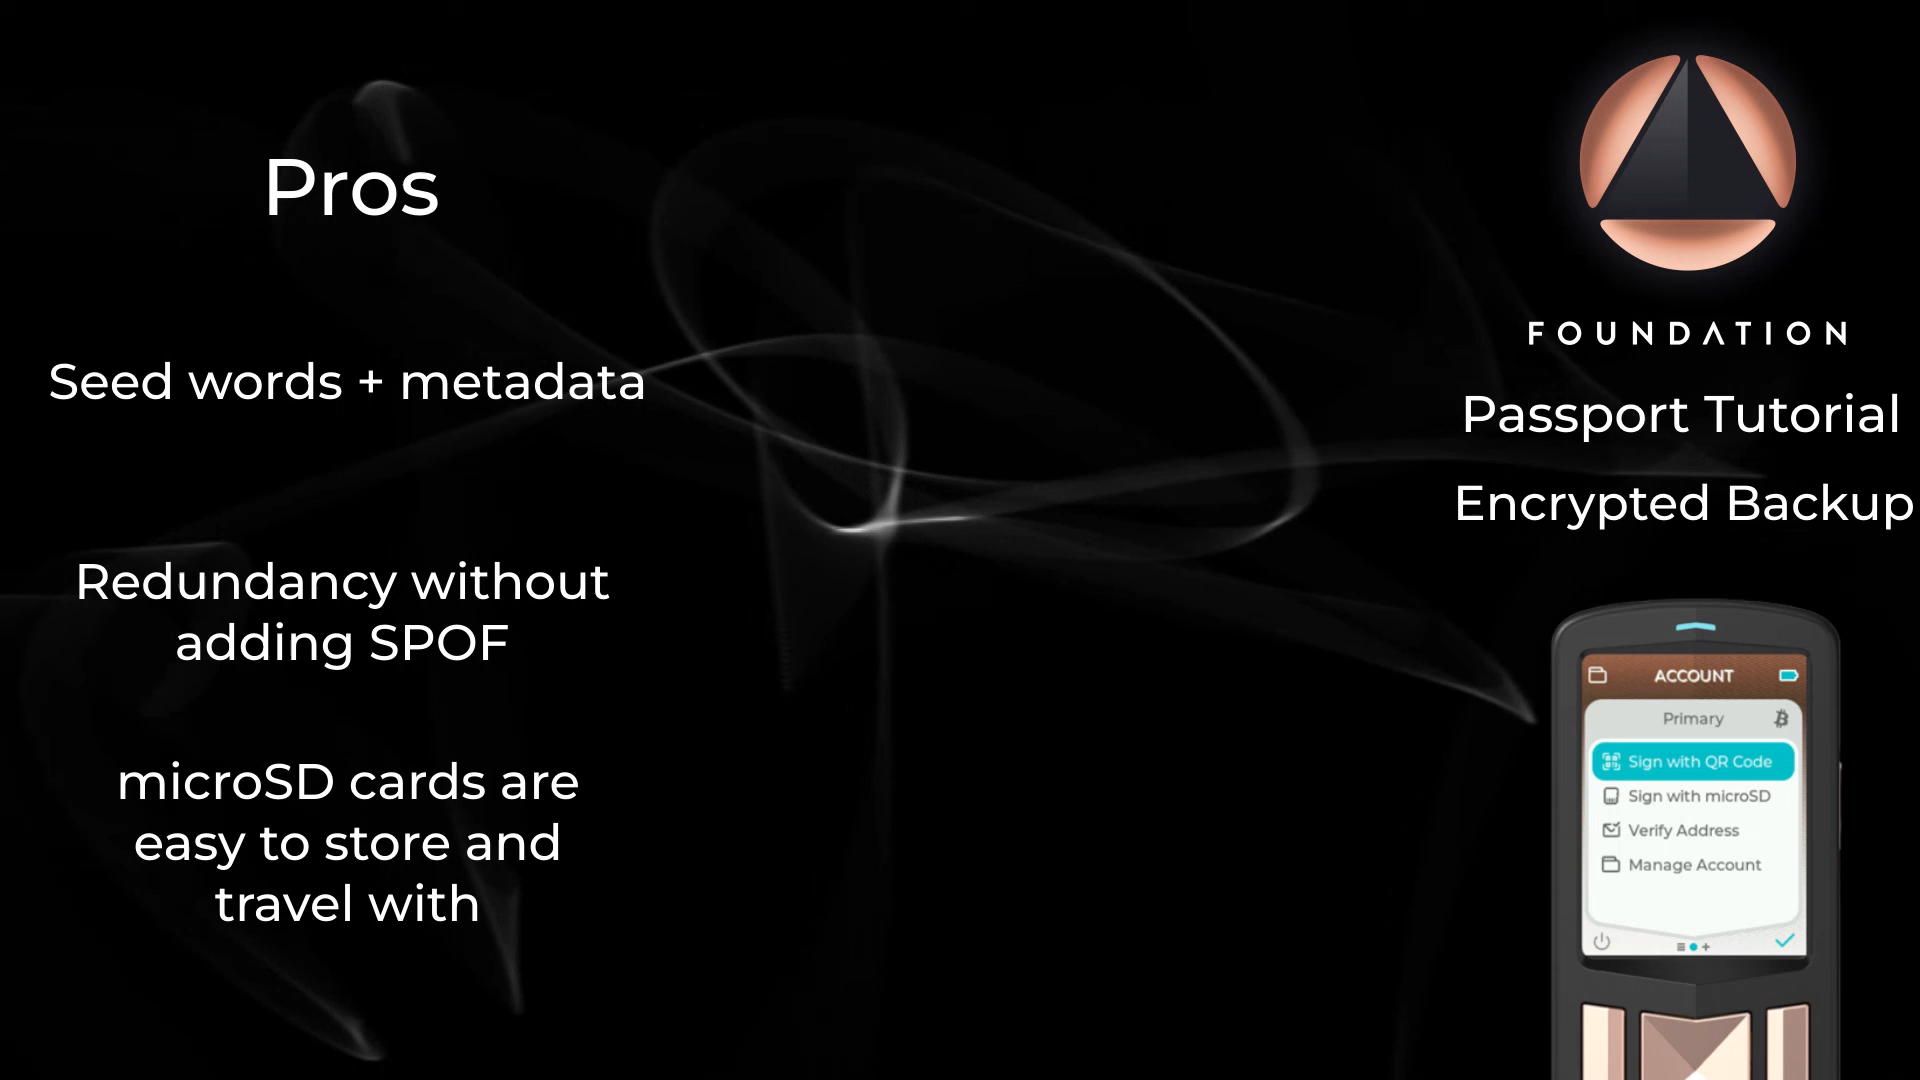 Pros
Seed words + metadata
Redundancy without
adding SPOF
microSD cards are
easy to store and
travel with
FOUNDATION
Passport Tutorial
Encrypted Backup
ACCOUNT
Primary
Sign with QR Code
Sign with microSD
Verify Address
Manage Account